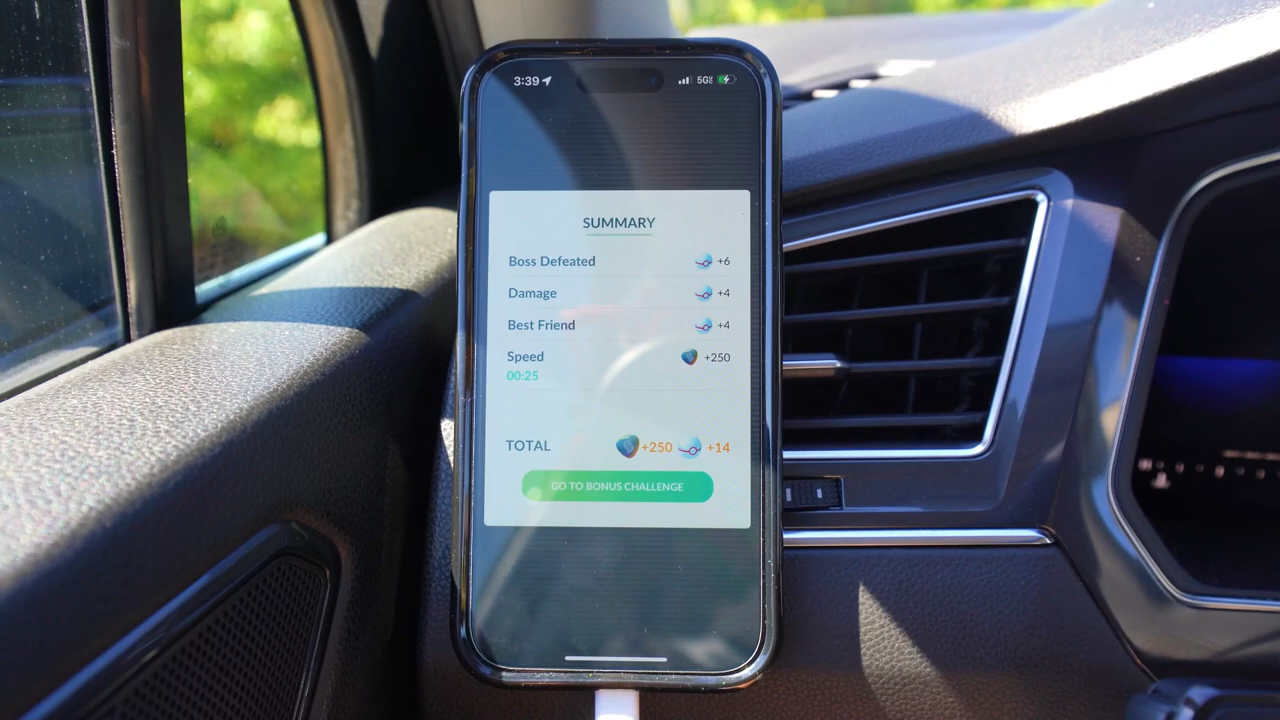 3:39 5G
SUMMARY
Boss Defeated +6
Damage +4
Best Friend +4
Speed +250
00:25
TOTAL +250 +14
GO TO BONUS CHALLENGE